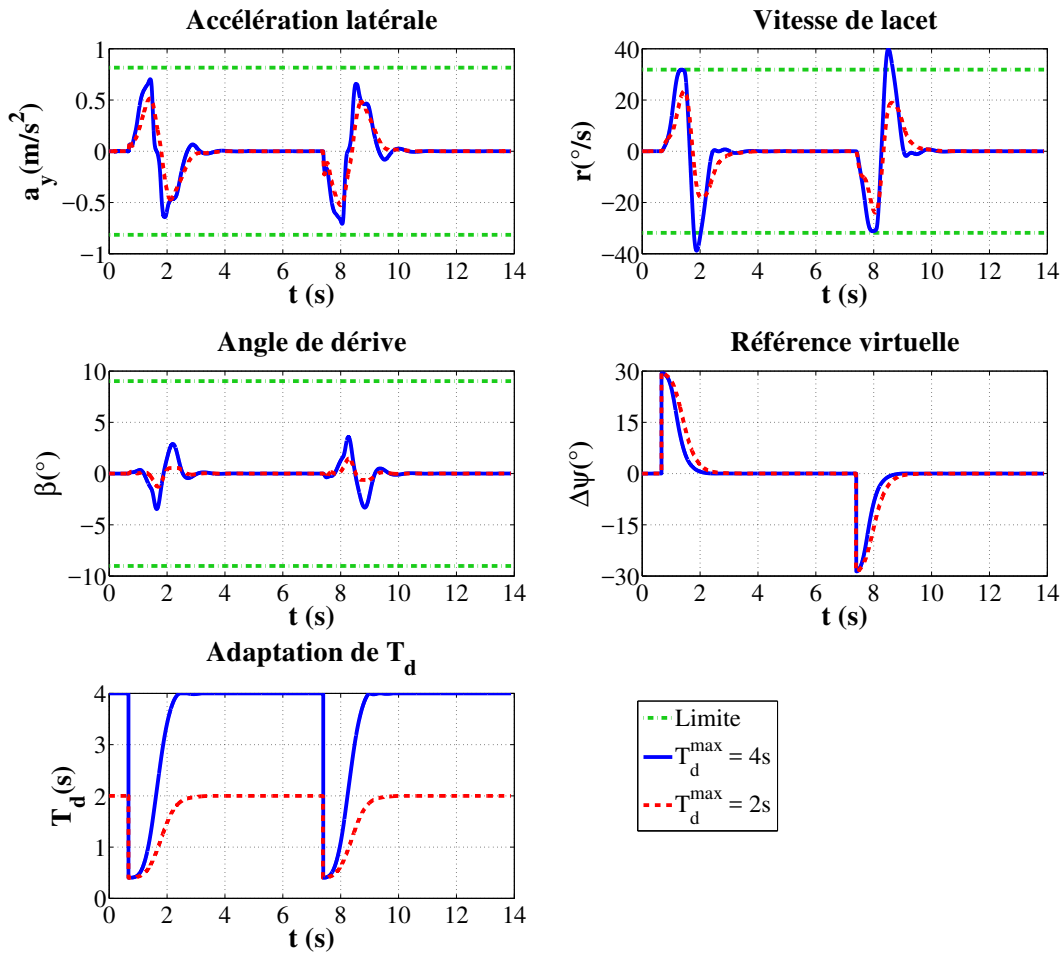 Accélération latérale
1
0.5
0
−0.5
−1
a_y(m/s^2)
0 2 4 6 8 10 12 14
t (s)
Vitesse de lacet
40
20
0
−20
−40
r(°/s)
0 2 4 6 8 10 12 14
t (s)
Angle de dérive
10
5
0
−5
−10
β(°)
0 2 4 6 8 10 12 14
t (s)
Référence virtuelle
30
15
0
−15
−30
Δψ(°)
0 2 4 6 8 10 12 14
t (s)
Adaptation de T_d
4
3
2
1
0
T_d(s)
0 2 4 6 8 10 12 14
t (s)
Limite
T_d^max = 4s
T_d^max = 2s